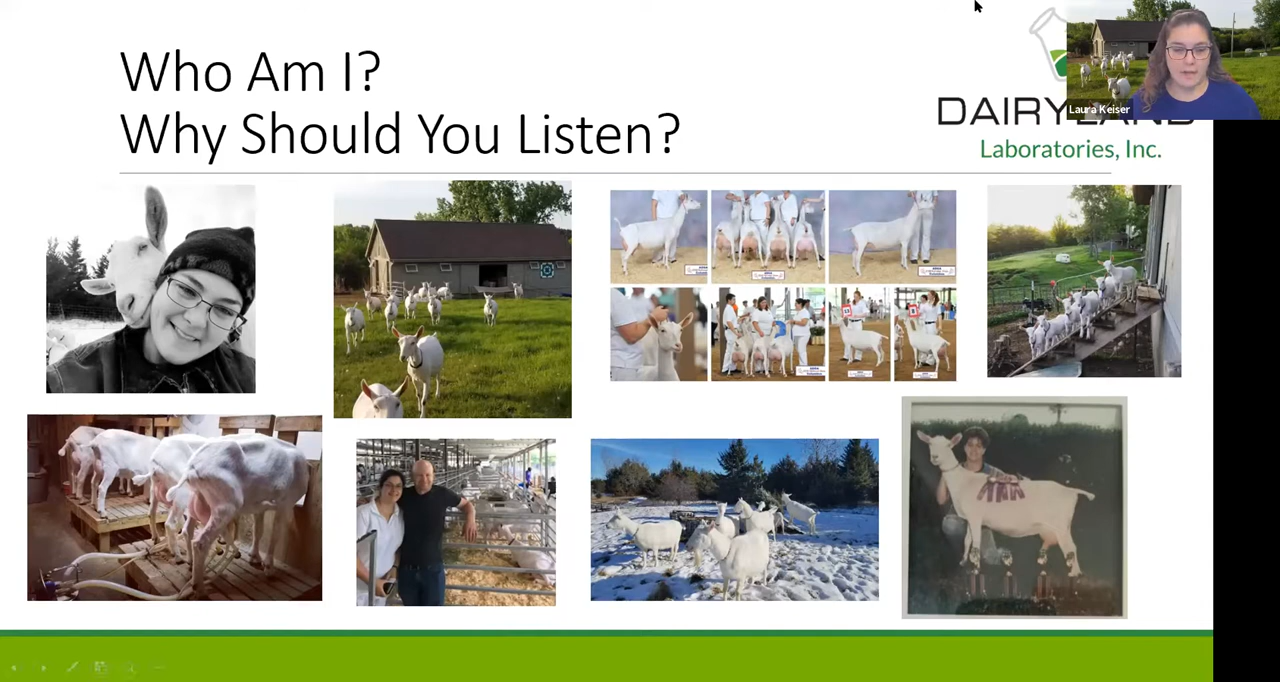 Who Am I?
Why Should You Listen?
Laura Keiser
DAIRYLAND
Laboratories, Inc.